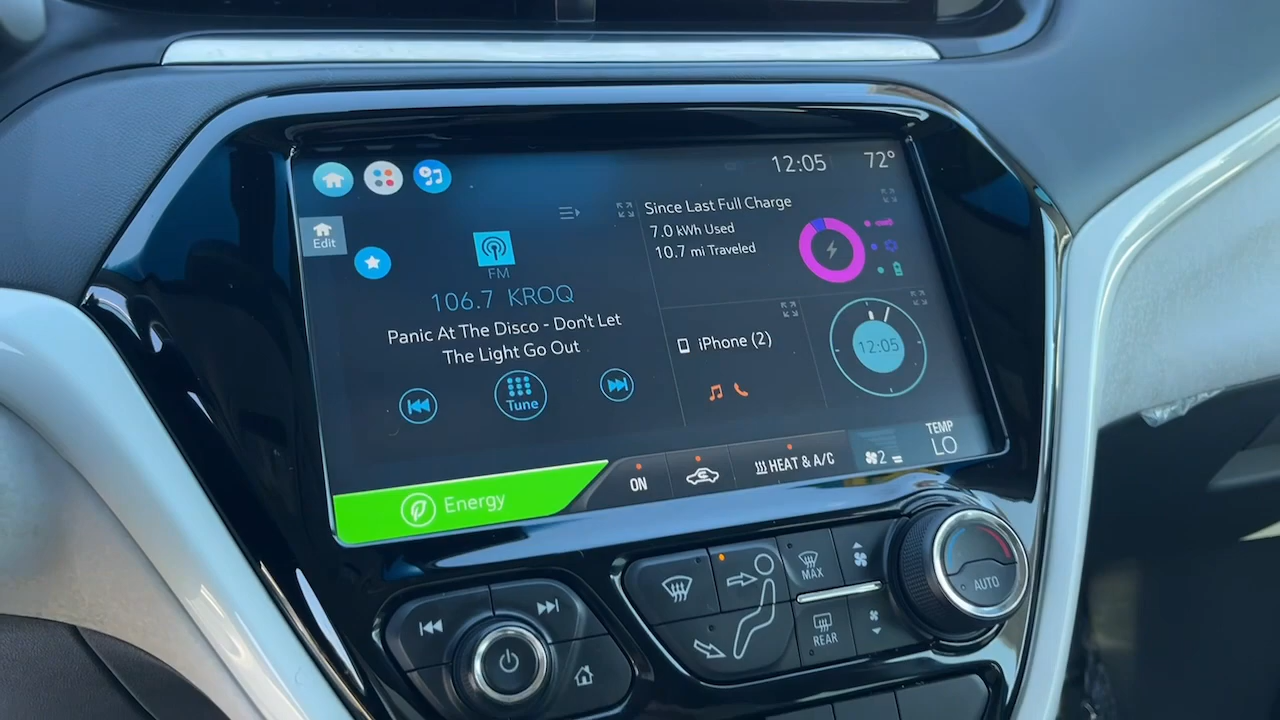 12:05
72°
Edit
FM
106.7 KROQ
Panic At The Disco - Don't Let
The Light Go Out
Tune
Since Last Full Charge
7.0 kWh Used
10.7 mi Traveled
iPhone (2)
12:05
Energy
ON
HEAT & A/C
2
TEMP
LO
MAX
REAR
AUTO